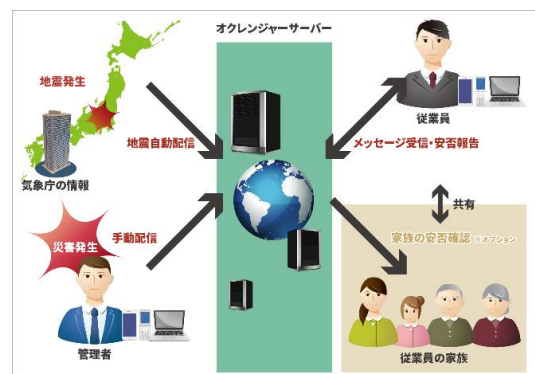 オクレンジャーサーバー
地震発生
地震自動配信
気象庁の情報
従業員
メッセージ受信・安否報告
共有
災害発生
手動配信
管理者
家族の安否確認 ※オプション
従業員の家族